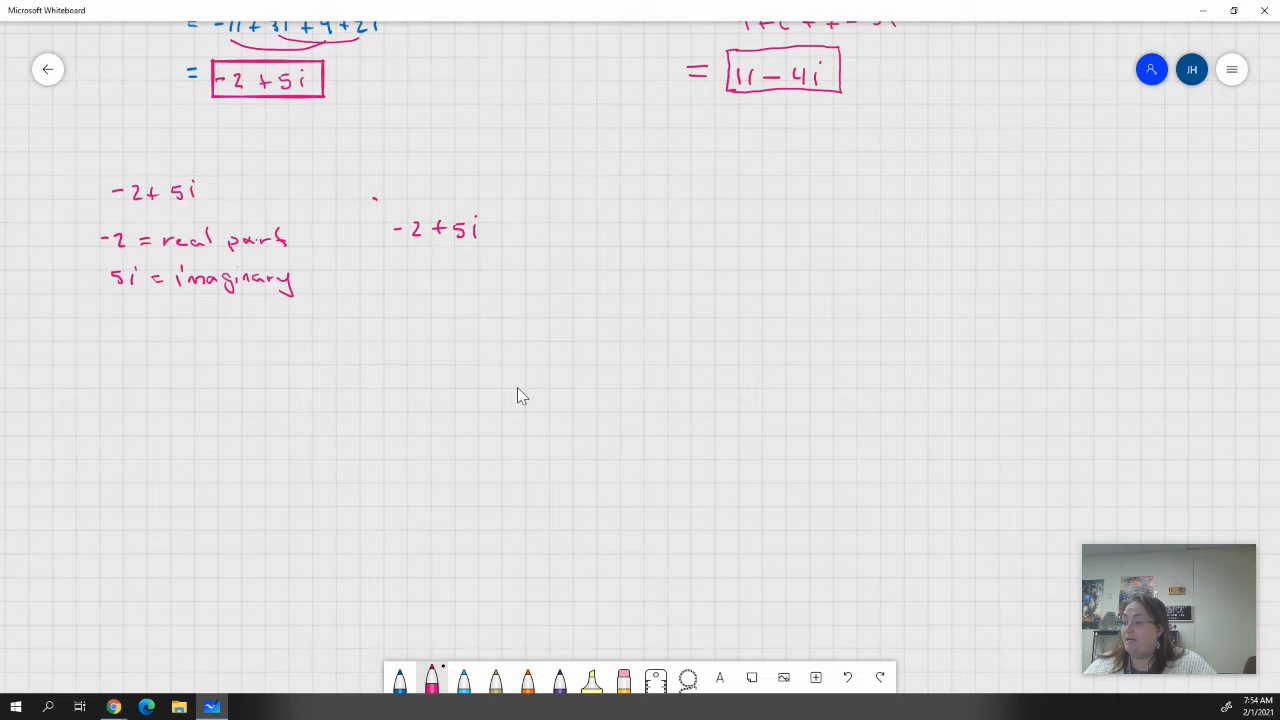 Microsoft Whiteboard
= -11 + 3i + 9 + 2i
= -2 + 5i
= 11 - 4i
JH
-2 + 5i
-2 = real part
5i = imaginary
-2 + 5i
A
7:54 AM
2/1/2021